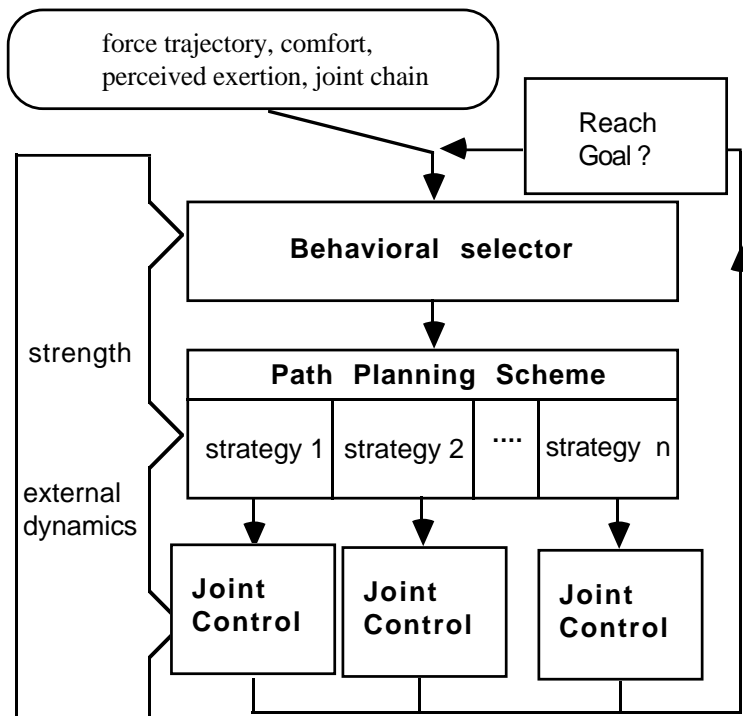 force trajectory, comfort,
perceived exertion, joint chain
Reach
Goal ?
Behavioral selector
strength
Path Planning Scheme
strategy 1
strategy 2
....
strategy n
external
dynamics
Joint
Control
Joint
Control
Joint
Control